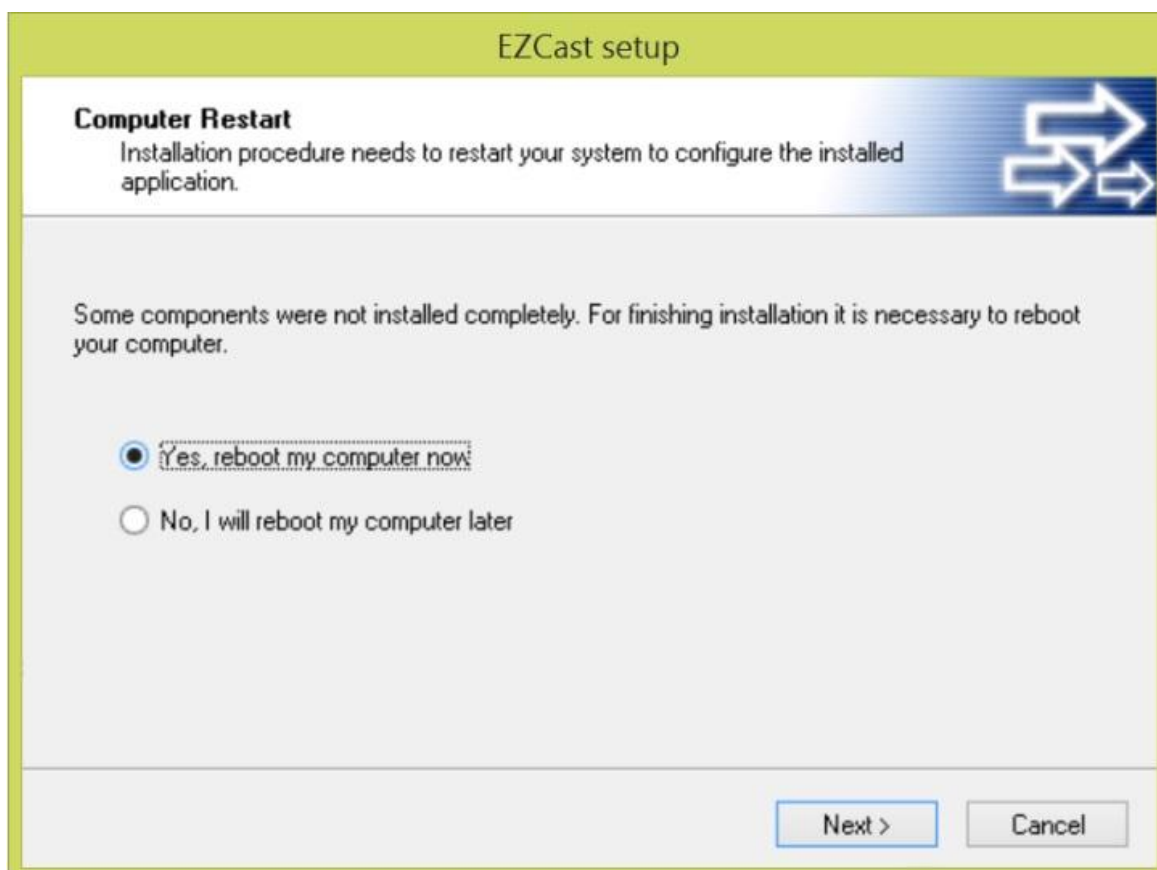 EZCast setup
Computer Restart
Installation procedure needs to restart your system to configure the installed
application.
Some components were not installed completely. For finishing installation it is necessary to reboot
your computer.
Yes, reboot my computer now
No, I will reboot my computer later
Next >
Cancel